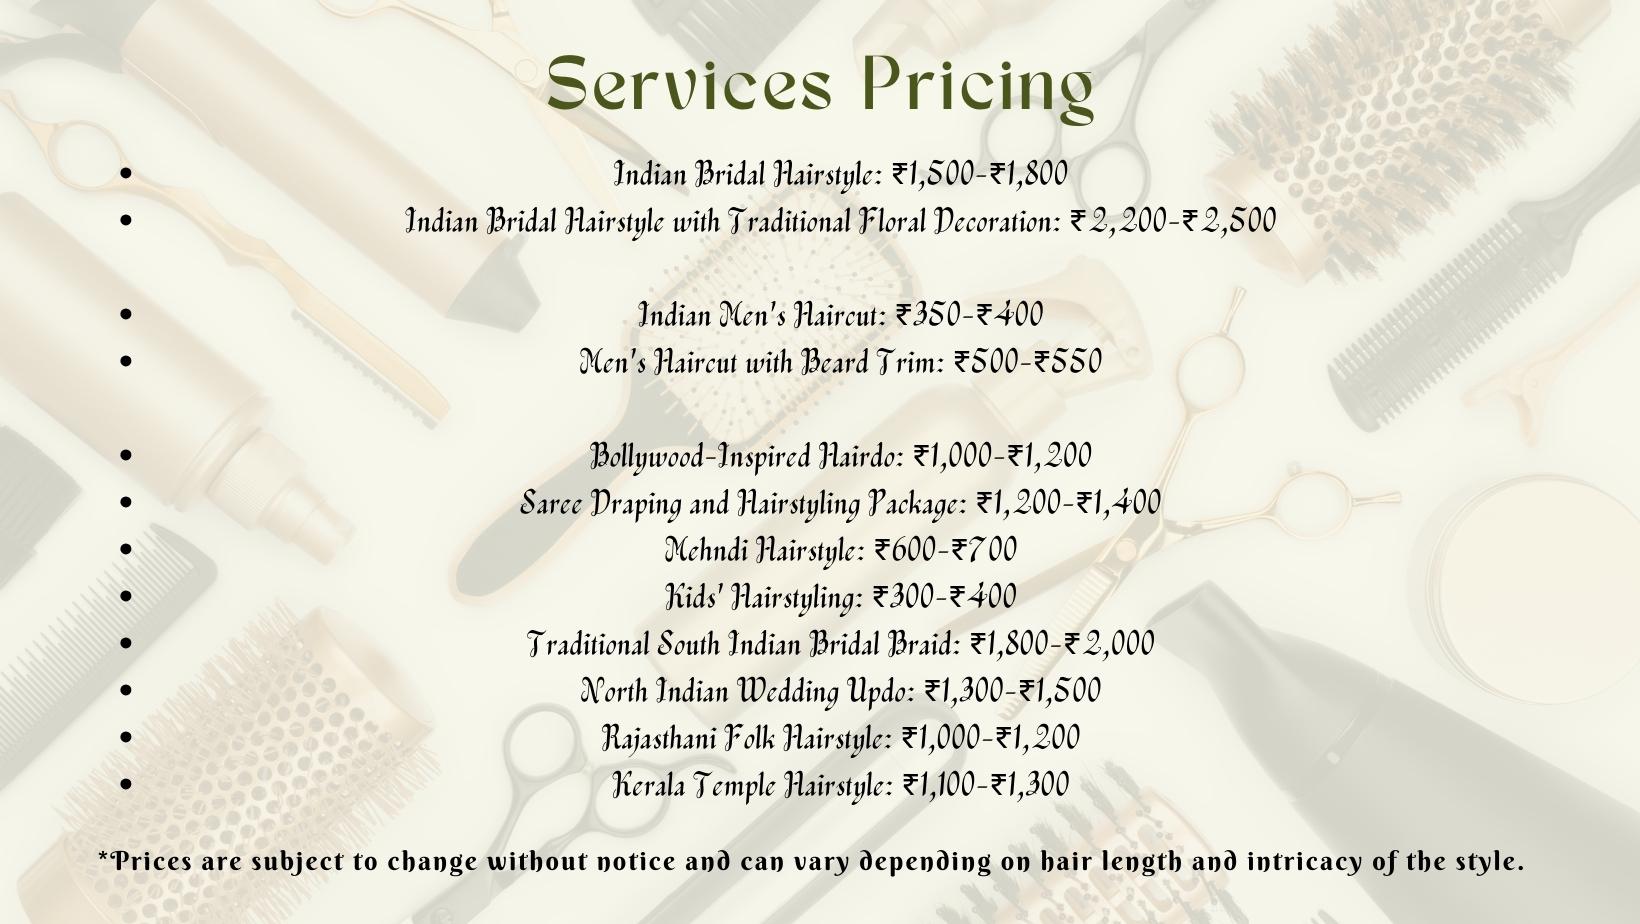 Services Pricing
• Indian Bridal Hairstyle: ₹1,500-₹1,800
• Indian Bridal Hairstyle with Traditional Floral Decoration: ₹2,200-₹2,500
• Indian Men's Haircut: ₹350-₹400
• Men's Haircut with Beard Trim: ₹500-₹550
• Bollywood-Inspired Hairdo: ₹1,000-₹1,200
• Saree Draping and Hairstyling Package: ₹1,200-₹1,400
• Mehndi Hairstyle: ₹600-₹700
• Kids' Hairstyling: ₹300-₹400
• Traditional South Indian Bridal Braid: ₹1,800-₹2,000
• North Indian Wedding Updo: ₹1,300-₹1,500
• Rajasthani Folk Hairstyle: ₹1,000-₹1,200
• Kerala Temple Hairstyle: ₹1,100-₹1,300
*Prices are subject to change without notice and can vary depending on hair length and intricacy of the style.